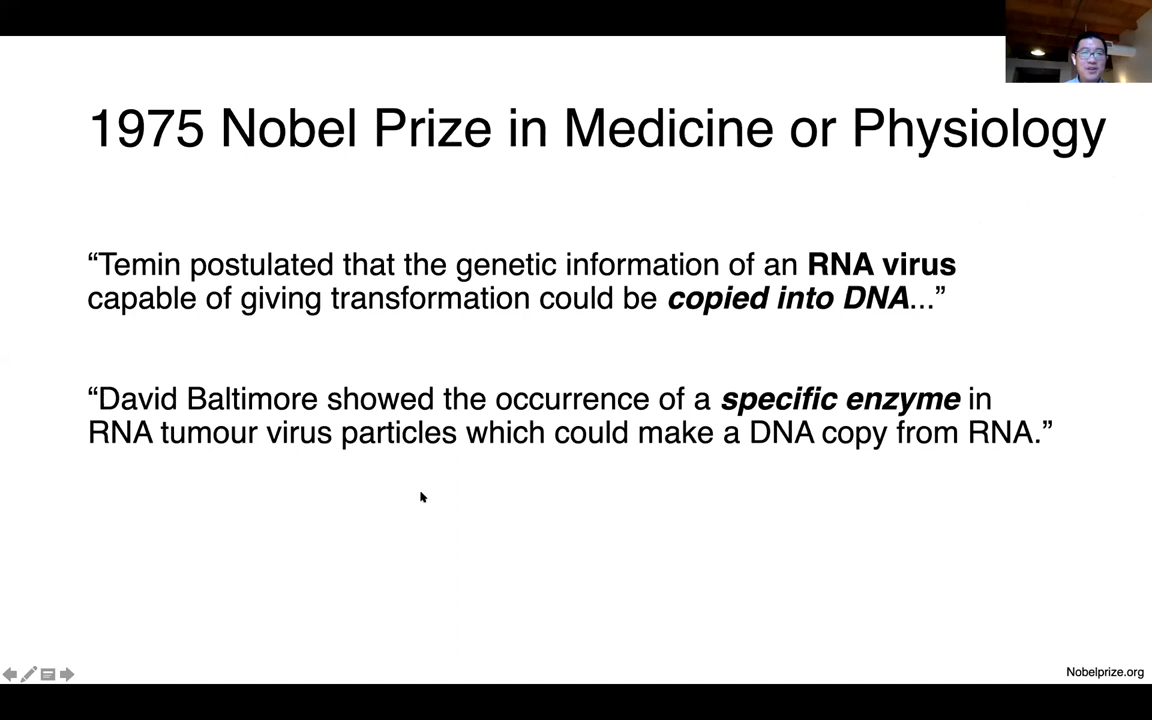 1975 Nobel Prize in Medicine or Physiology
“Temin postulated that the genetic information of an RNA virus
capable of giving transformation could be copied into DNA...”
“David Baltimore showed the occurrence of a specific enzyme in
RNA tumour virus particles which could make a DNA copy from RNA.”
Nobelprize.org